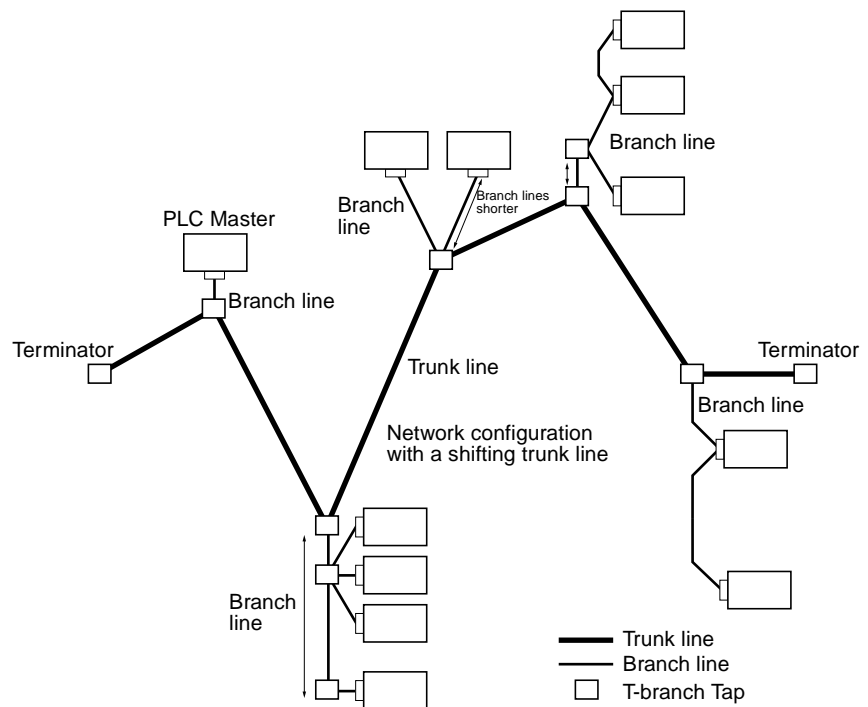 Branch line
Branch
line
Branch lines
shorter
PLC Master
Branch line
Terminator
Trunk line
Terminator
Branch line
Network configuration
with a shifting trunk line
Branch
line
Trunk line
Branch line
T-branch Tap